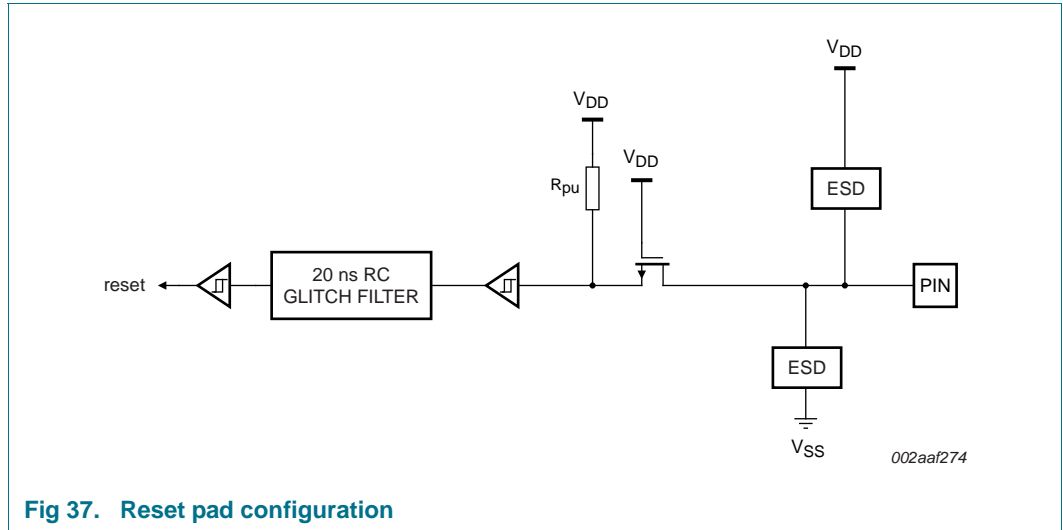 VDD
VDD
VDD
Rpu
ESD
reset
20 ns RC
GLITCH FILTER
PIN
ESD
VSS
002aaf274
Fig 37. Reset pad configuration